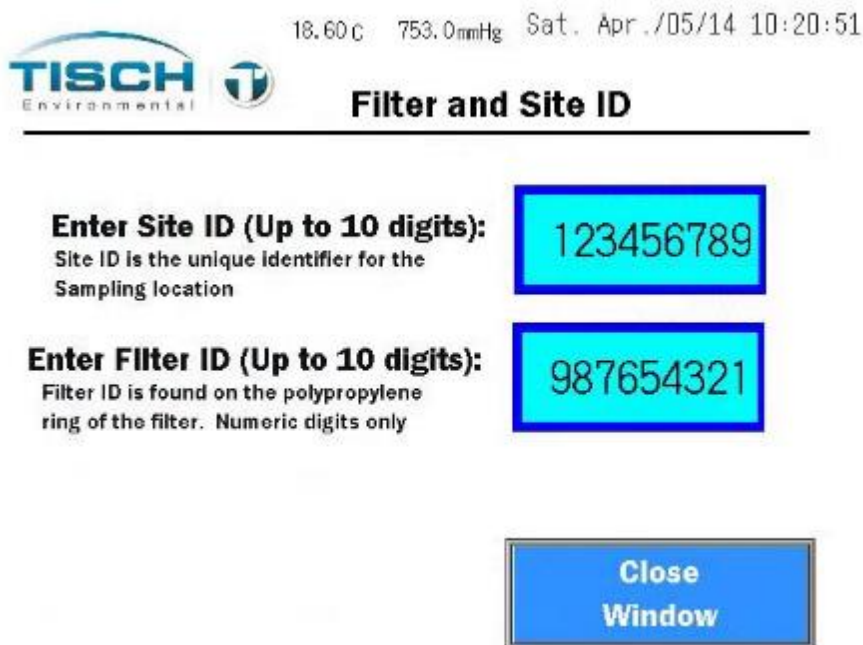 18.60 C 753.0mmHg Sat. Apr./05/14 10:20:51
TISCH
Environmental
Filter and Site ID
Enter Site ID (Up to 10 digits):
Site ID is the unique identifier for the
Sampling location
123456789
Enter Filter ID (Up to 10 digits):
Filter ID is found on the polypropylene
ring of the filter. Numeric digits only
987654321
Close
Window